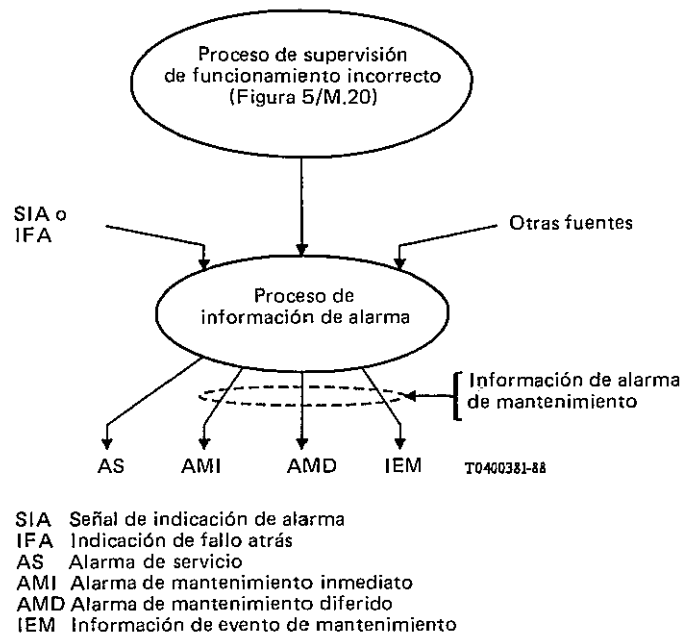 Proceso de supervisión
de funcionamiento incorrecto
(Figura 5/M.20)
SIA o
IFA
Otras fuentes
Proceso de
información de alarma
Información de alarma
de mantenimiento
AS AMI AMD IEM T0400381-88
SIA Señal de indicación de alarma
IFA Indicación de fallo atrás
AS Alarma de servicio
AMI Alarma de mantenimiento inmediato
AMD Alarma de mantenimiento diferido
IEM Información de evento de mantenimiento